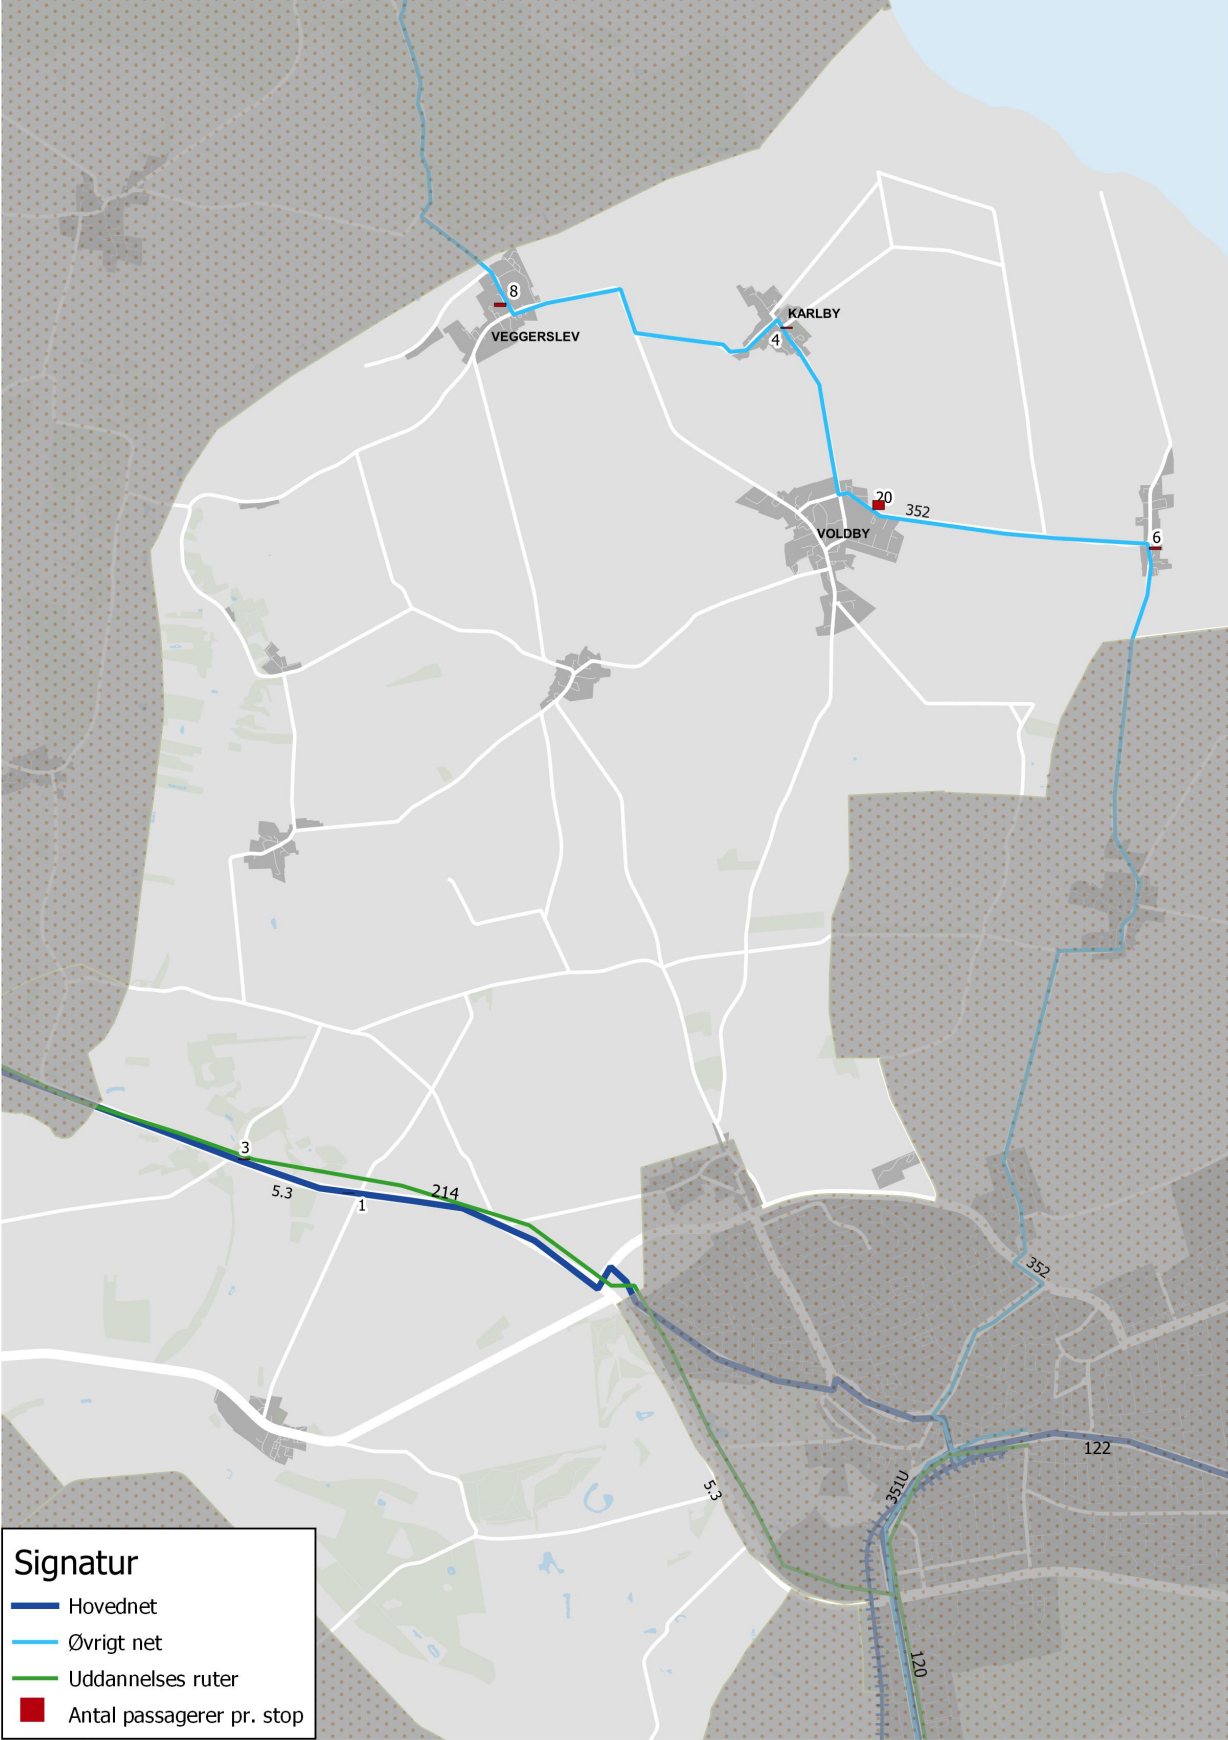 8
VEGGERSLEV
KARLBY
4
20
352
VOLDBY
6
3
5.3
214
1
352
122
5.3
351U
120
Signatur
Hovednet
Øvrigt net
Uddannelses ruter
Antal passagerer pr. stop